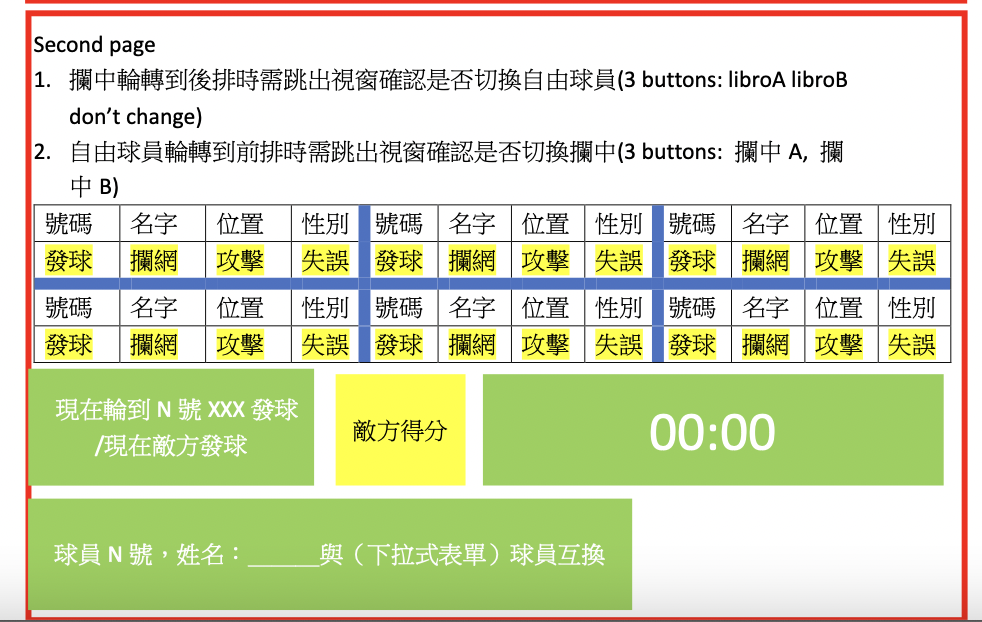 Second page
1. 攔中輪轉到後排時需跳出視窗確認是否切換自由球員(3 buttons: libroA libroB
don’t change)
2. 自由球員輪轉到前排時需跳出視窗確認是否切換攔中(3 buttons: 攔中 A, 攔
中 B)
號碼 名字 位置 性別 號碼 名字 位置 性別 號碼 名字 位置 性別
發球 攔網 攻擊 失誤 發球 攔網 攻擊 失誤 發球 攔網 攻擊 失誤
號碼 名字 位置 性別 號碼 名字 位置 性別 號碼 名字 位置 性別
發球 攔網 攻擊 失誤 發球 攔網 攻擊 失誤 發球 攔網 攻擊 失誤
現在輪到 N 號 XXX 發球
/現在敵方發球
敵方得分
00:00
球員 N 號，姓名：______與（下拉式表單）球員互換